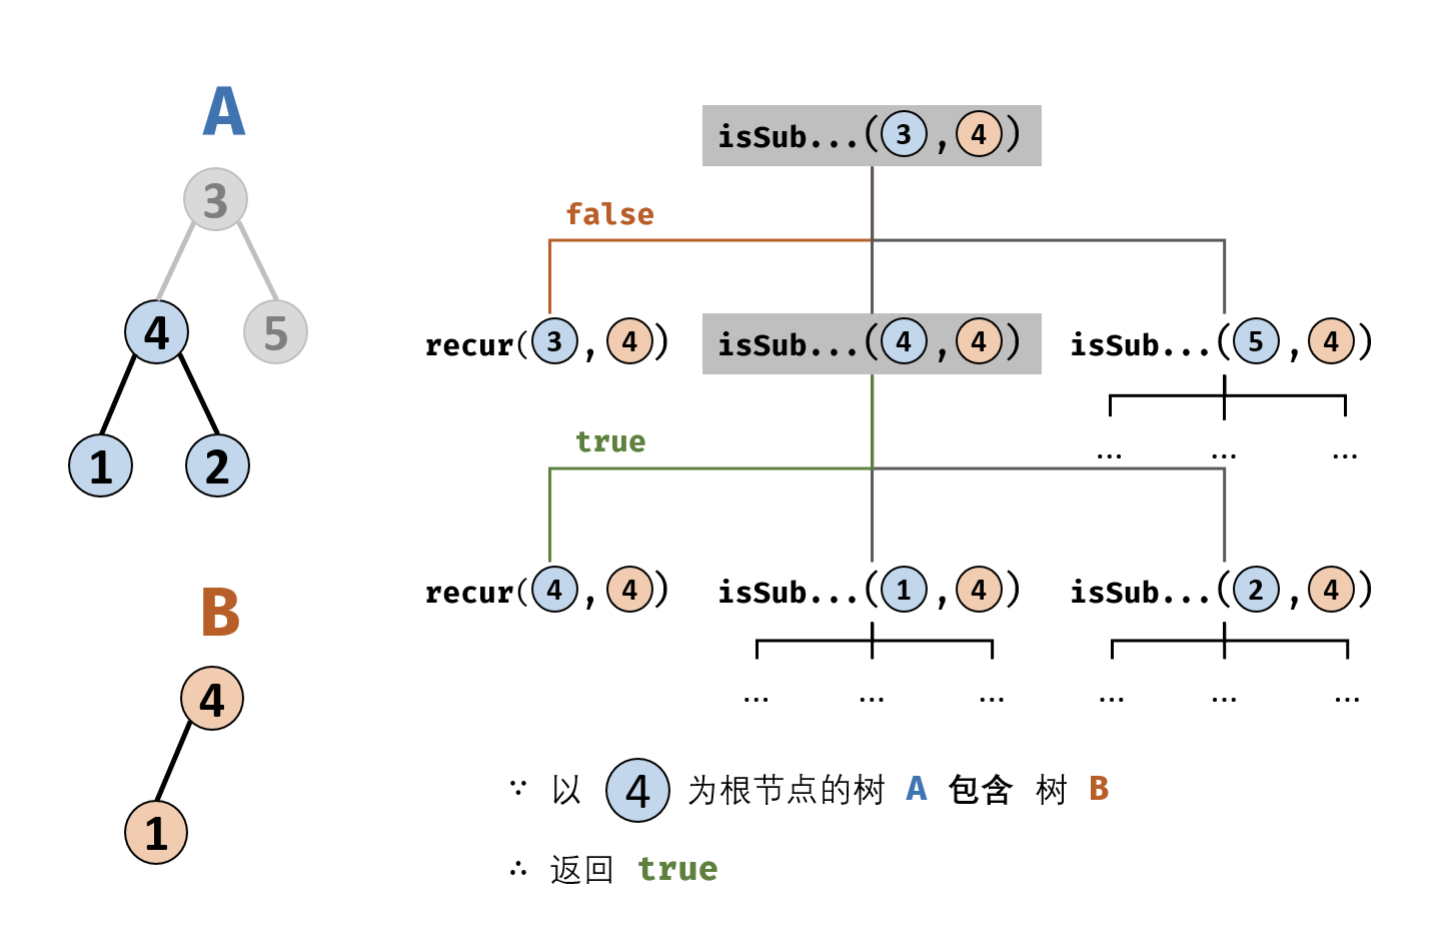 A
3
4 5
1 2
B
4
1
isSub...(3,4)
false
recur(3,4) isSub...(4,4) isSub...(5,4)
... ... ...
true
recur(4,4) isSub...(1,4) isSub...(2,4)
... ... ... ... ... ...
∵ 以 4 为根节点的树 A 包含 树 B
∴ 返回 true